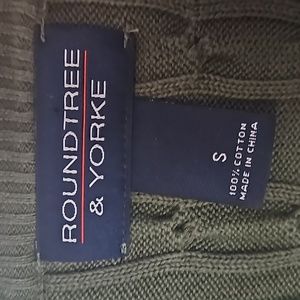 ROUNDTREE
& YORKE
S
100% COTTON
MADE IN CHINA